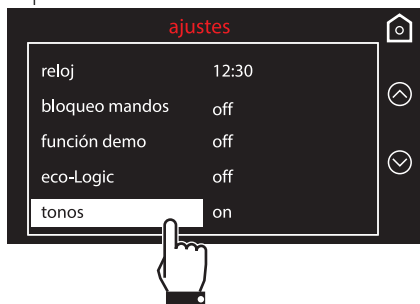 ajustes
reloj 12:30
bloqueo mandos off
función demo off
eco-Logic off
tonos on